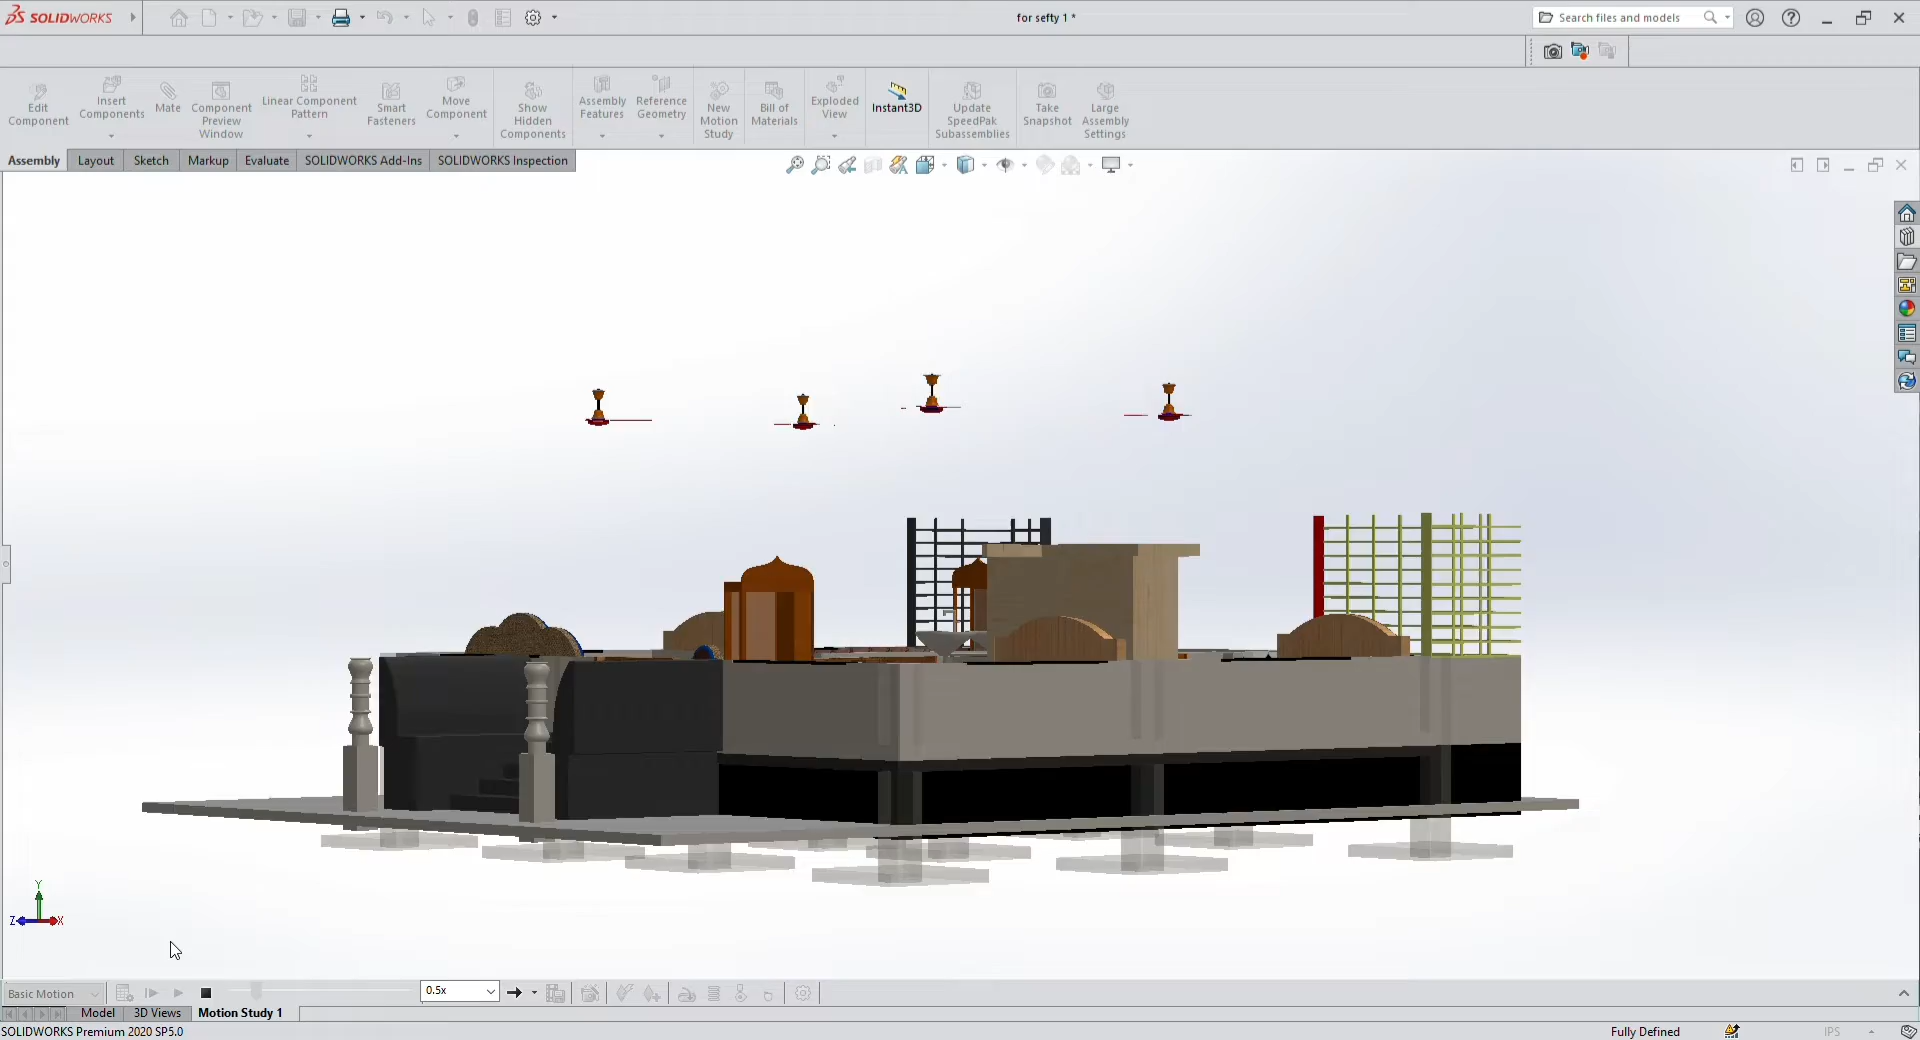 SOLIDWORKS
for sefty 1 *
Search files and models
Edit Component
Insert Components
Mate
Component Preview Window
Linear Component Pattern
Smart Fasteners
Move Component
Show Hidden Components
Assembly Features
Reference Geometry
New Motion Study
Bill of Materials
Exploded View
Instant3D
Update SpeedPak Subassemblies
Take Snapshot
Large Assembly Settings
Assembly
Layout
Sketch
Markup
Evaluate
SOLIDWORKS Add-Ins
SOLIDWORKS Inspection
Y
Z
X
Basic Motion
0.5x
Model
3D Views
Motion Study 1
SOLIDWORKS Premium 2020 SP5.0
Fully Defined
IPS